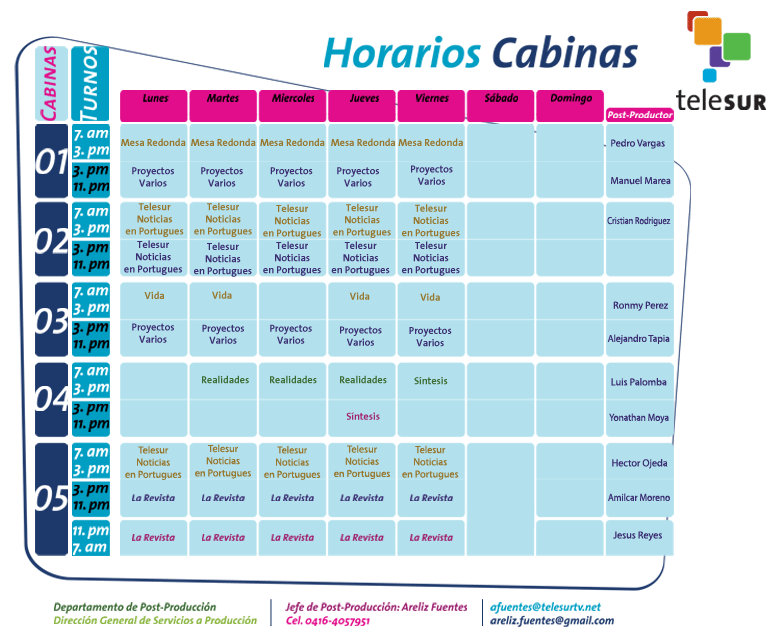 Horarios Cabinas
teleSUR
CABINAS
TURNOS
Lunes Martes Miercoles Jueves Viernes Sábado Domingo
Post-Productor
01
7. am
3. pm
Mesa Redonda Mesa Redonda Mesa Redonda Mesa Redonda Mesa Redonda
Pedro Vargas
3. pm
11. pm
Proyectos Proyectos Proyectos Proyectos Proyectos
Varios Varios Varios Varios Varios
Manuel Marea
02
7. am
3. pm
Telesur Telesur Telesur Telesur Telesur
Noticias Noticias Noticias Noticias Noticias
en Portugues en Portugues en Portugues en Portugues en Portugues
Cristian Rodriguez
3. pm
11. pm
Telesur Telesur Telesur Telesur Telesur
Noticias Noticias Noticias Noticias Noticias
en Portugues en Portugues en Portugues en Portugues en Portugues
03
7. am
3. pm
Vida Vida Vida Vida
Ronmy Perez
3. pm
11. pm
Proyectos Proyectos Proyectos Proyectos Proyectos
Varios Varios Varios Varios Varios
Alejandro Tapia
04
7. am
3. pm
Realidades Realidades Realidades Síntesis
Luis Palomba
3. pm
11. pm
Síntesis
Yonathan Moya
05
7. am
3. pm
Telesur Telesur Telesur Telesur Telesur
Noticias Noticias Noticias Noticias Noticias
en Portugues en Portugues en Portugues en Portugues en Portugues
Hector Ojeda
3. pm
11. pm
La Revista La Revista La Revista La Revista La Revista
Amilcar Moreno
11. pm
7. am
La Revista La Revista La Revista La Revista La Revista
Jesus Reyes
Departamento de Post-Producción
Dirección General de Servicios a Producción
Jefe de Post-Producción: Areliz Fuentes
Cel. 0416-4057951
afuentes@telesurtv.net
areliz.fuentes@gmail.com